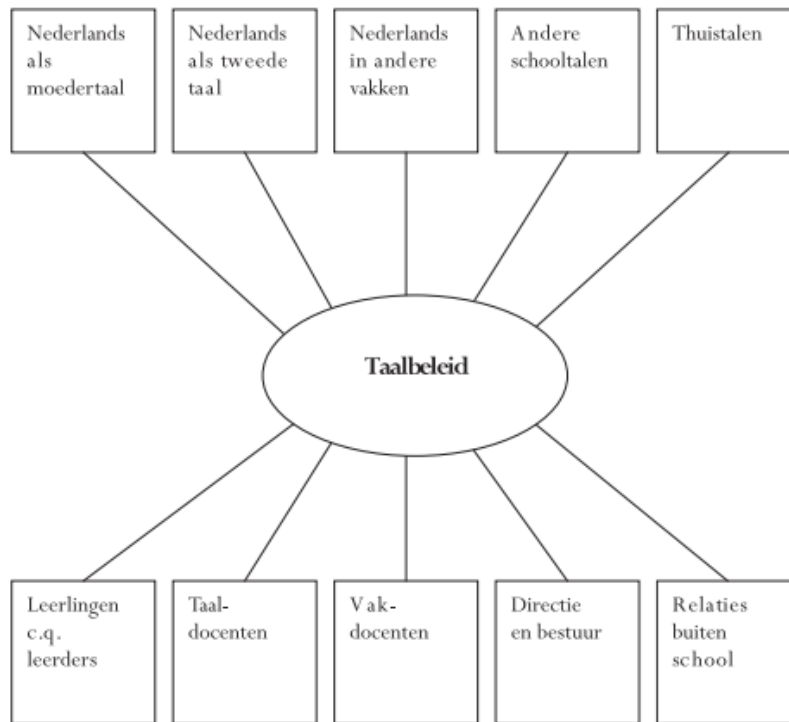 Nederlands
als
moedertaal
Nederlands
als tweede
taal
Nederlands
in andere
vakken
Andere
schooltalen
Thuistalen
Taalbeleid
Leerlingen
c.q.
leerders
Taal-
docenten
Vak-
docenten
Directie
en bestuur
Relaties
buiten
school